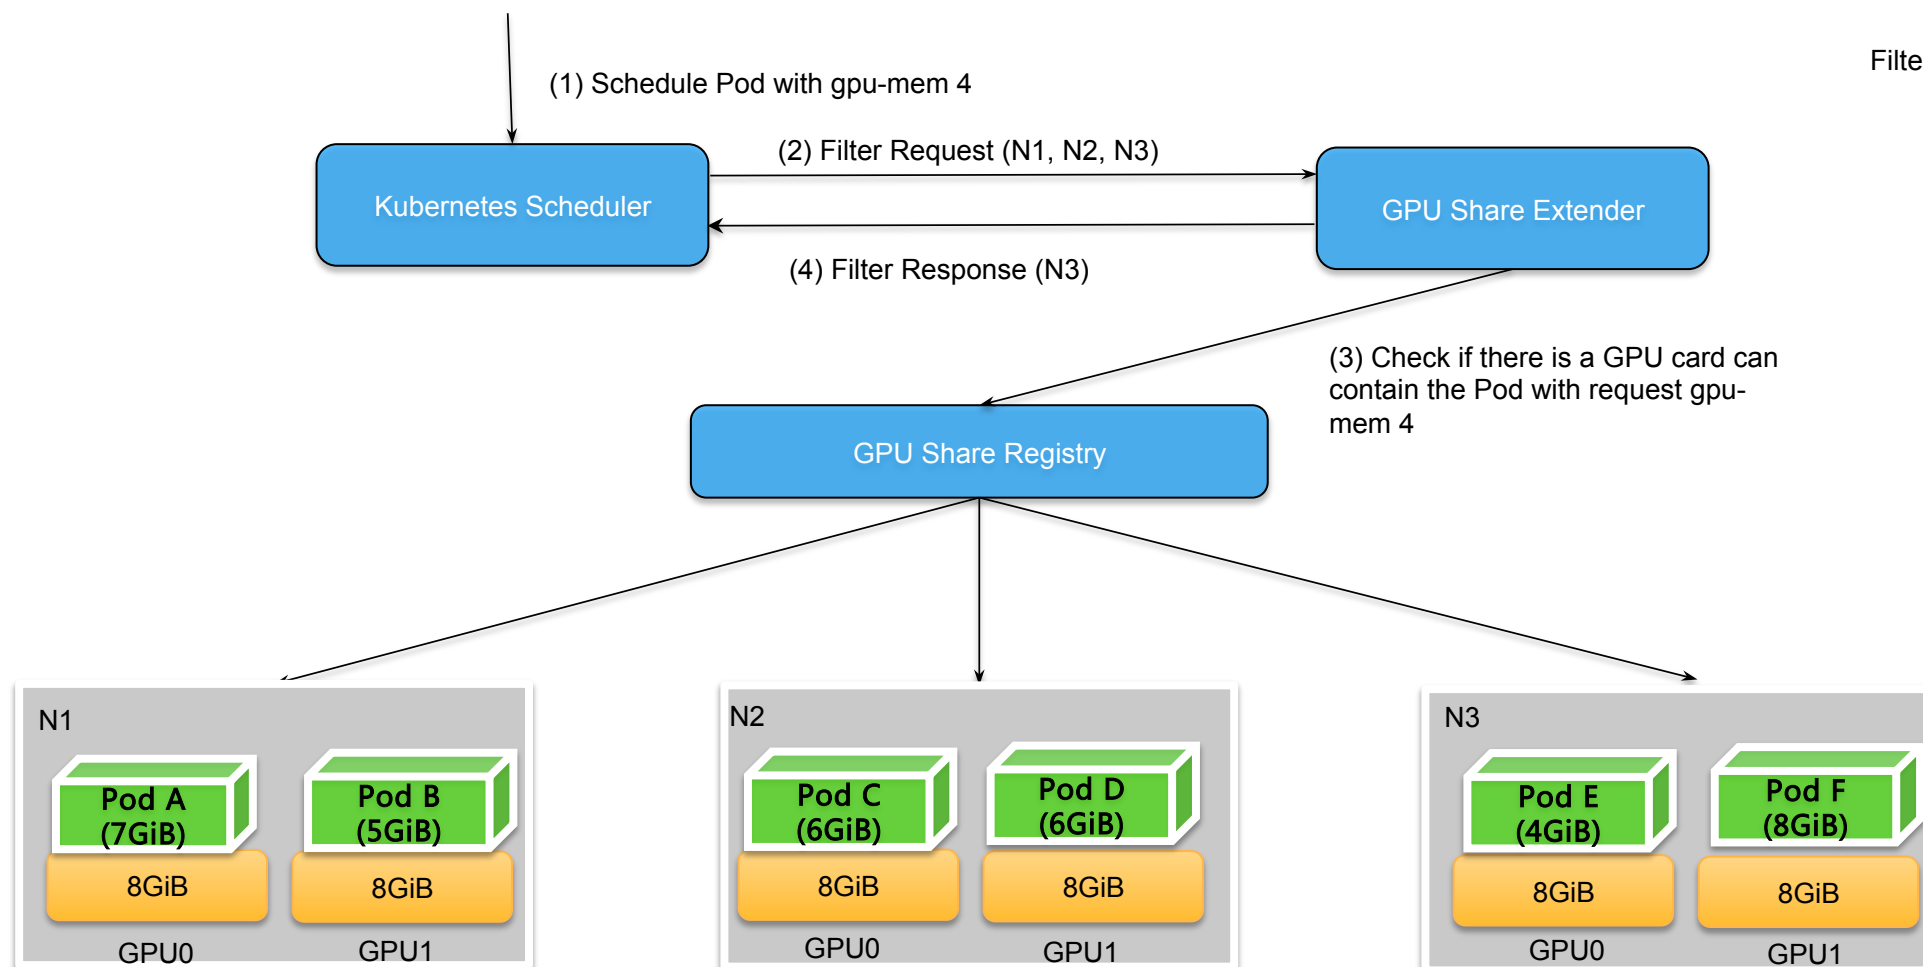 Filte
(1) Schedule Pod with gpu-mem 4
(2) Filter Request (N1, N2, N3)
Kubernetes Scheduler
GPU Share Extender
(4) Filter Response (N3)
(3) Check if there is a GPU card can
contain the Pod with request gpu-
mem 4
GPU Share Registry
N1
Pod A
(7GiB)
8GiB
GPU0
Pod B
(5GiB)
8GiB
GPU1
N2
Pod C
(6GiB)
8GiB
GPU0
Pod D
(6GiB)
8GiB
GPU1
N3
Pod E
(4GiB)
8GiB
GPU0
Pod F
(8GiB)
8GiB
GPU1